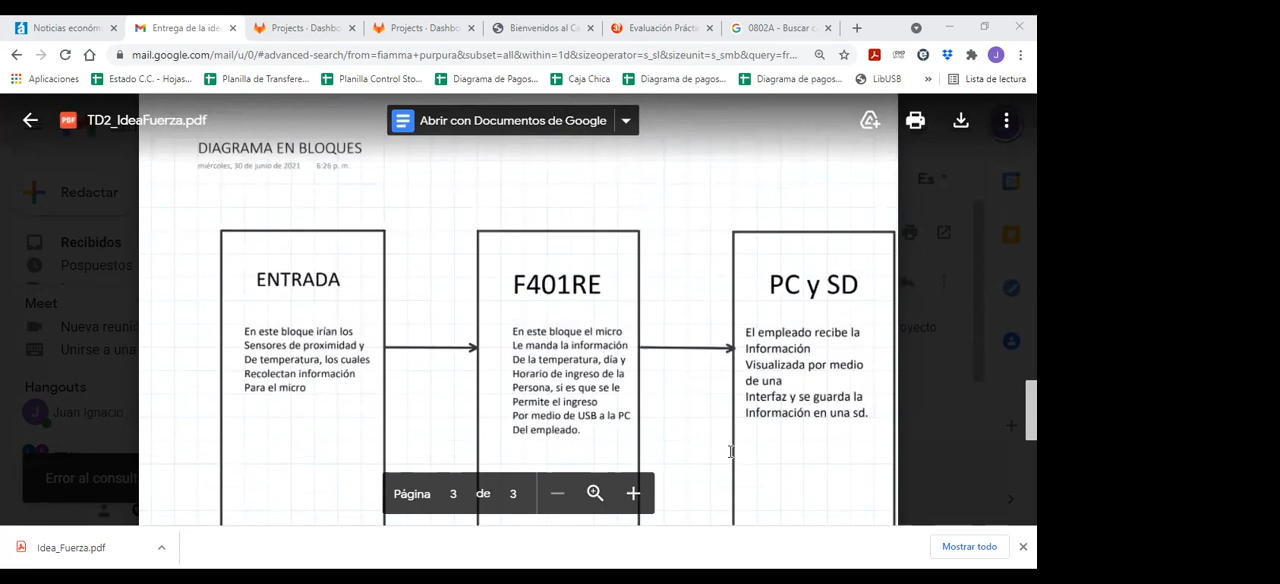 Noticias económi
Entrega de la ide
Projects · Dashbo
Projects · Dashbo
Bienvenidos al Ca
Evaluación Prácti
0802A - Buscar c
mail.google.com/mail/u/0/#advanced-search/from=fiamma+purpura&subset=all&within=1d&sizeoperator=s_sl&sizeunit=s_smb&query=fr...
Aplicaciones
Estado C.C. - Hojas...
Planilla de Transfere...
Planilla Control Sto...
Diagrama de Pagos...
Caja Chica
Diagrama de pagos...
Diagrama de pagos...
LibUSB
»
Lista de lectura
PDF
TD2_IdeaFuerza.pdf
Abrir con Documentos de Google
Redactar
Recibidos
Pospuestos
Meet
Nueva reuni
Unirse a una
Hangouts
Juan Ignacio
Error al consult
Es
royecto
DIAGRAMA EN BLOQUES
miércoles, 30 de junio de 2021 6:26 p. m.
ENTRADA
En este bloque irían los
Sensores de proximidad y
De temperatura, los cuales
Recolectan información
Para el micro
F401RE
En este bloque el micro
Le manda la información
De la temperatura, día y
Horario de ingreso de la
Persona, si es que se le
Permite el ingreso
Por medio de USB a la PC
Del empleado.
PC y SD
El empleado recibe la
Información
Visualizada por medio
de una
Interfaz y se guarda la
Información en una sd.
Página 3 de 3
Idea_Fuerza.pdf
Mostrar todo